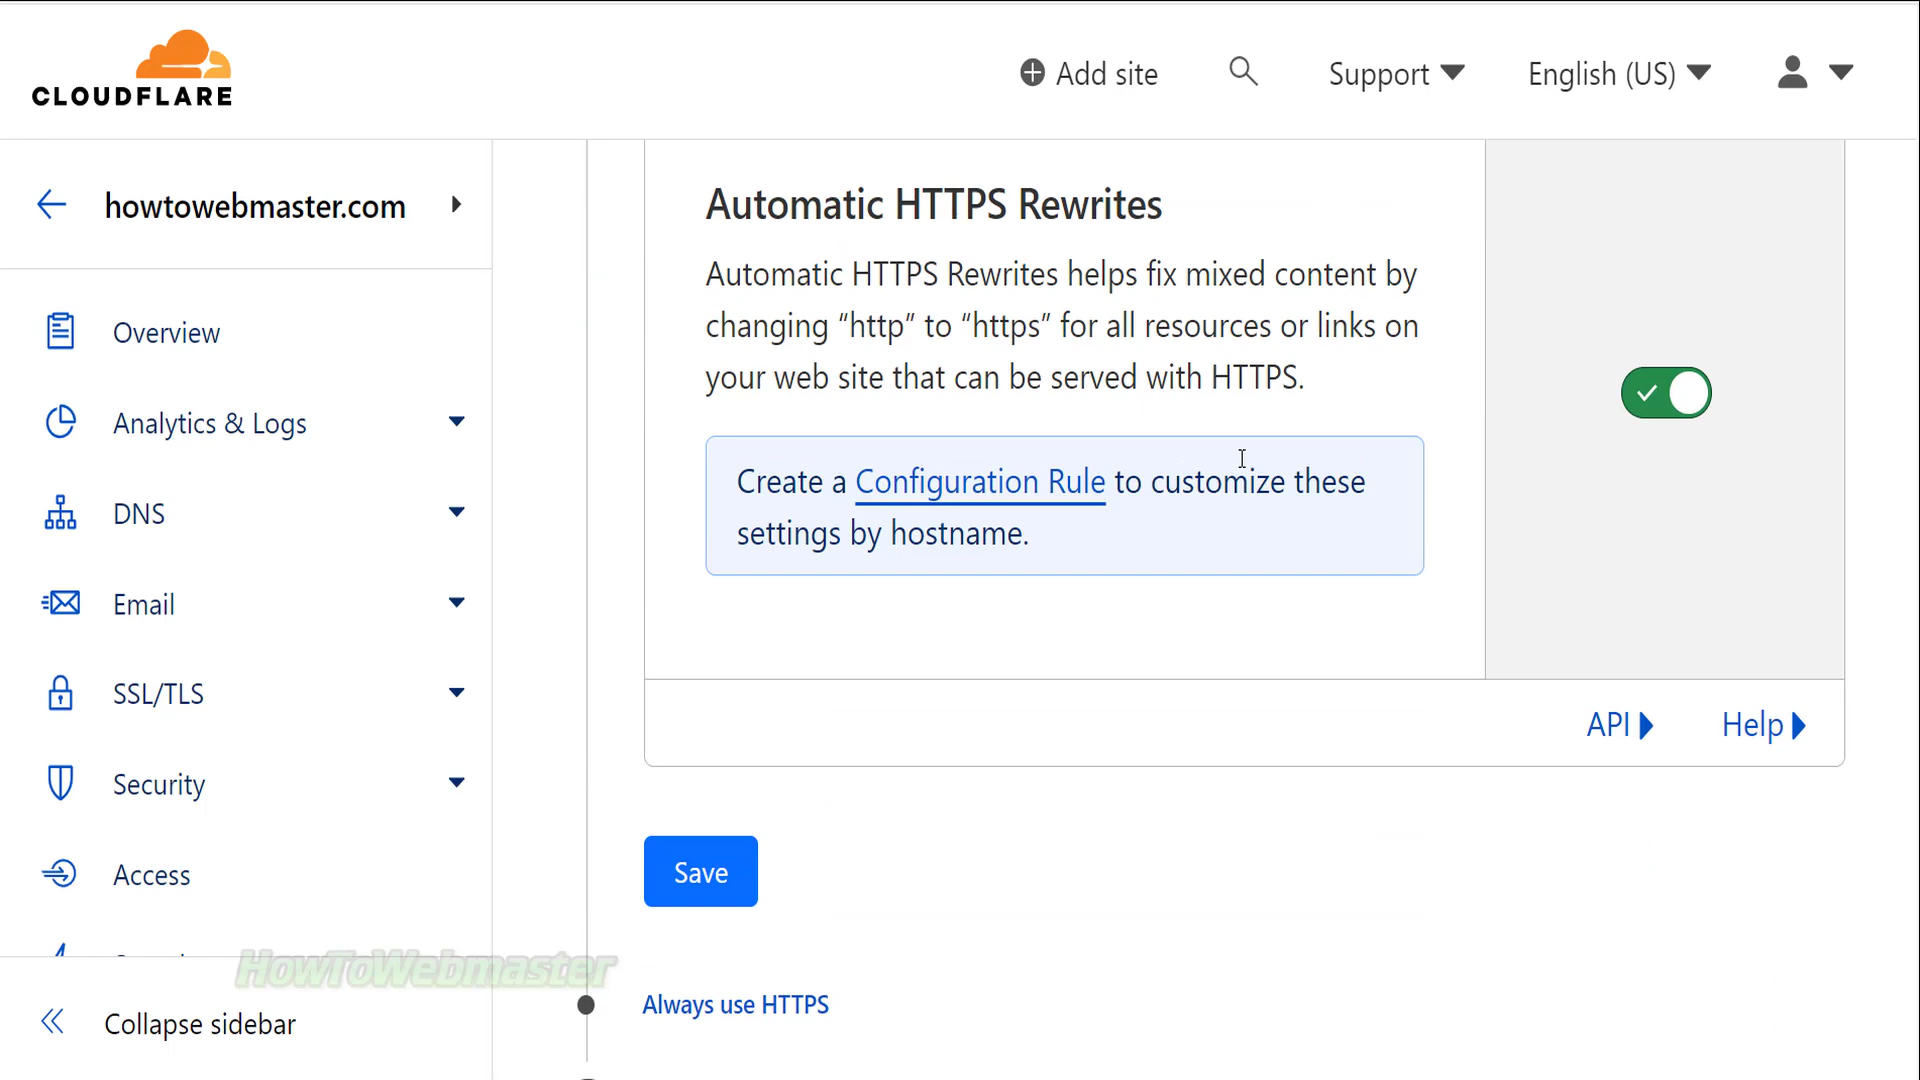 CLOUDFLARE
Add site
Support
English (US)
howtowebmaster.com
Overview
Analytics & Logs
DNS
Email
SSL/TLS
Security
Access
Collapse sidebar
Automatic HTTPS Rewrites
Automatic HTTPS Rewrites helps fix mixed content by
changing “http” to “https” for all resources or links on
your web site that can be served with HTTPS.
Create a Configuration Rule to customize these
settings by hostname.
API
Help
Save
HowToWebmaster
Always use HTTPS